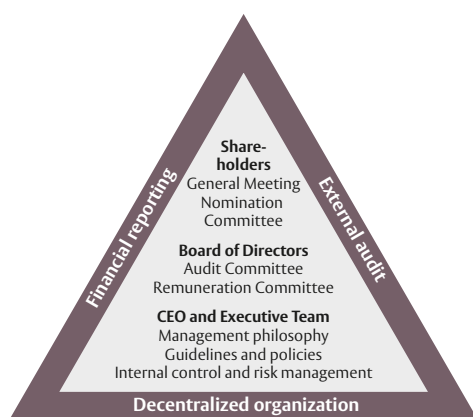 Share-
holders
General Meeting
Nomination
Committee
Board of Directors
Audit Committee
Remuneration Committee
CEO and Executive Team
Management philosophy
Guidelines and policies
Internal control and risk management
Financial reporting
External audit
Decentralized organization